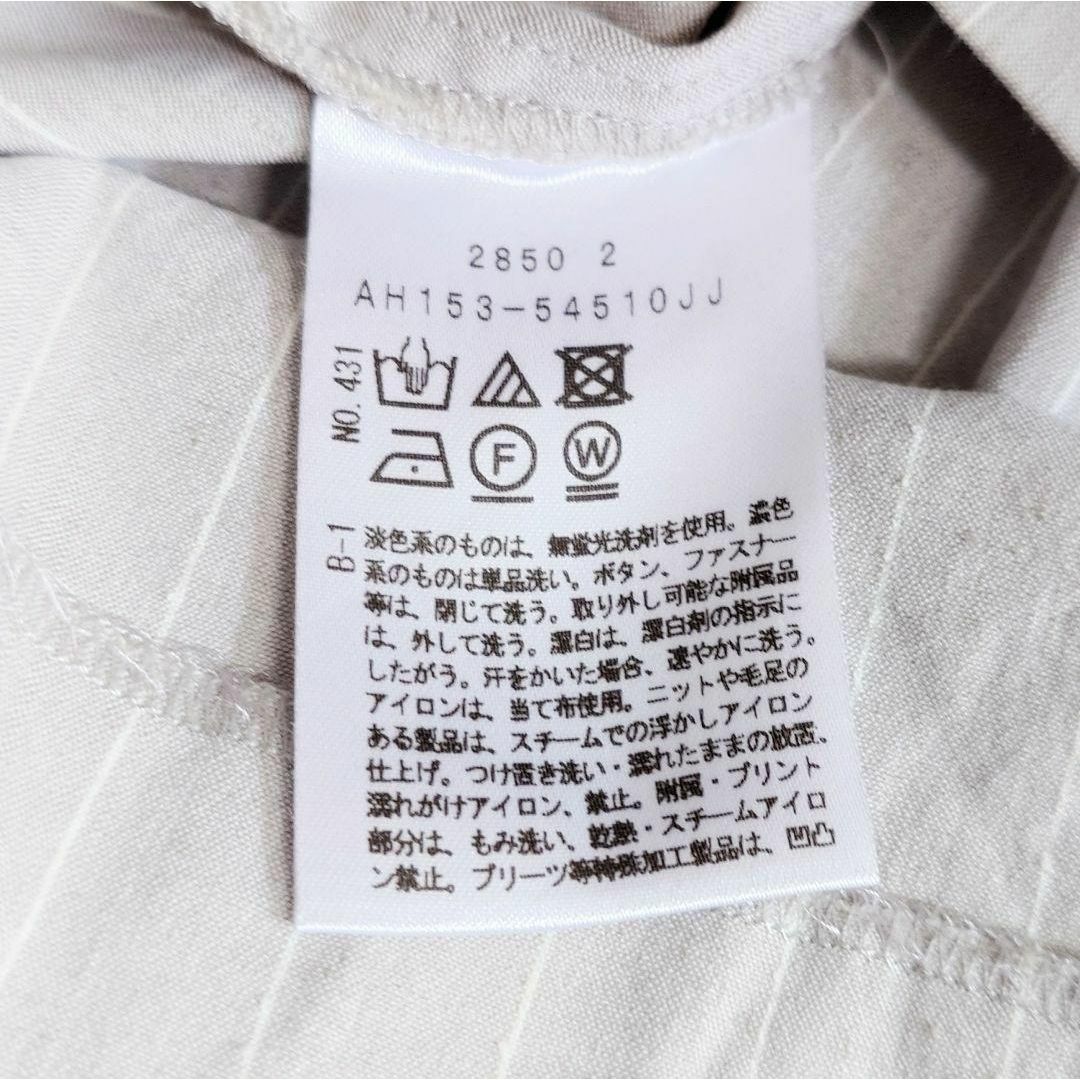 2850 2
AH153-54510JJ
NO. 431
F
W
B-1
淡色系のものは、無蛍光洗剤を使用。濃色
系のものは単品洗い。ボタン、ファスナー
等は、閉じて洗う。取り外し可能な附属品
は、外して洗う。漂白は、漂白剤の指示に
したがう。汗をかいた場合、速やかに洗う。
アイロンは、当て布使用。ニットや毛足の
ある製品は、スチームでの浮かしアイロン
仕上げ。つけ置き洗い・濡れたままの放置、
濡れがけアイロン、禁止。附属・プリント
部分は、もみ洗い、乾熱・スチームアイロ
ン禁止。プリーツ等特殊加工製品は、凹凸